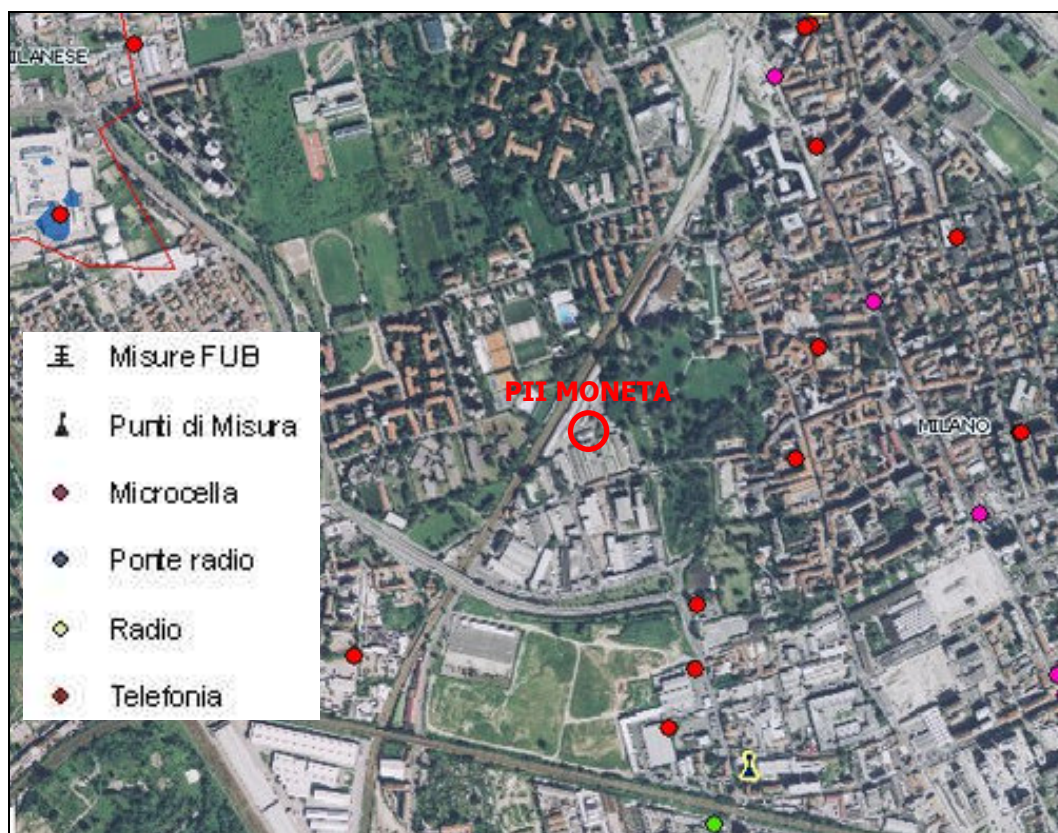 ILANESE
PII MONETA
MILANO
Misure FUB
Punti di Misura
Microcella
Ponte radio
Radio
Telefonia